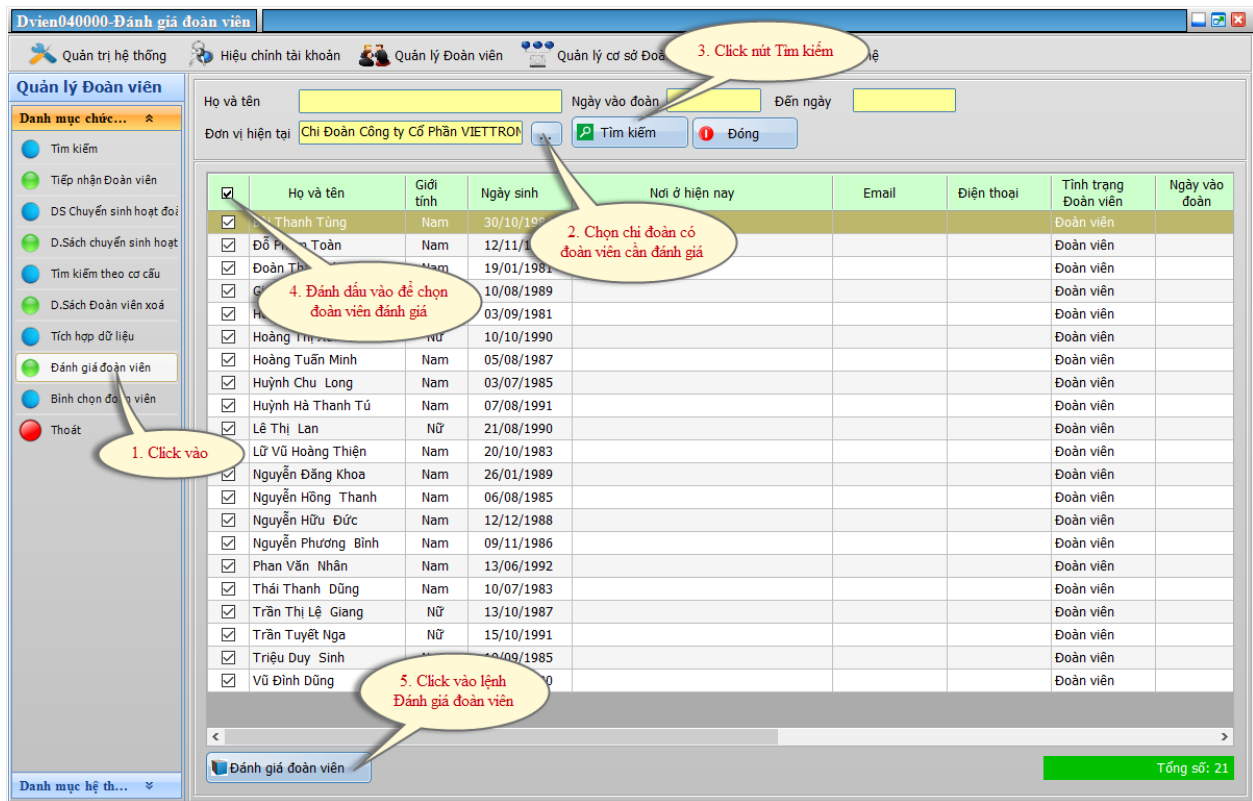 Dvien040000-Đánh giá đoàn viên
Quản trị hệ thống Hiệu chỉnh tài khoản Quản lý Đoàn viên Quản lý cơ sở Đoà
3. Click nút Tìm kiếm
Quản lý Đoàn viên
Danh mục chức...
Tìm kiếm
Tiếp nhận Đoàn viên
DS Chuyển sinh hoạt đoà
D.Sách chuyển sinh hoạt
Tìm kiếm theo cơ cấu
D.Sách Đoàn viên xoá
Tích hợp dữ liệu
Đánh giá đoàn viên
Bình chọn đoàn viên
Thoát
1. Click vào
Danh mục hệ th...
Họ và tên Ngày vào đoàn Đến ngày
Đơn vị hiện tại Chi Đoàn Công ty Cổ Phần VIETTRON ... Tìm kiếm Đóng
2. Chọn chi đoàn có
đoàn viên cần đánh giá
4. Đánh dấu vào để chọn
đoàn viên đánh giá
Họ và tên Giới tính Ngày sinh Nơi ở hiện nay Email Điện thoại Tình trạng Đoàn viên Ngày vào đoàn
Thanh Tùng Nam 30/10/19 Đoàn viên
Đỗ Toàn Nam 12/11/1 Đoàn viên
Đoàn Nam 19/01/1981 Đoàn viên
10/08/1989 Đoàn viên
03/09/1981 Đoàn viên
Hoàng Thị Nữ 10/10/1990 Đoàn viên
Hoàng Tuấn Minh Nam 05/08/1987 Đoàn viên
Huỳnh Chu Long Nam 03/07/1985 Đoàn viên
Huỳnh Hà Thanh Tú Nam 07/08/1991 Đoàn viên
Lê Thị Lan Nữ 21/08/1990 Đoàn viên
Lữ Vũ Hoàng Thiện Nam 20/10/1983 Đoàn viên
Nguyễn Đăng Khoa Nam 26/01/1989 Đoàn viên
Nguyễn Hồng Thanh Nam 06/08/1985 Đoàn viên
Nguyễn Hữu Đức Nam 12/12/1988 Đoàn viên
Nguyễn Phương Bình Nam 09/11/1986 Đoàn viên
Phan Văn Nhân Nam 13/06/1992 Đoàn viên
Thái Thanh Dũng Nam 10/07/1983 Đoàn viên
Trần Thị Lệ Giang Nữ 13/10/1987 Đoàn viên
Trần Tuyết Nga Nữ 15/10/1991 Đoàn viên
Triệu Duy Sinh /09/1985 Đoàn viên
Vũ Đình Dũng Đoàn viên
5. Click vào lệnh
Đánh giá đoàn viên
Đánh giá đoàn viên Tổng số: 21